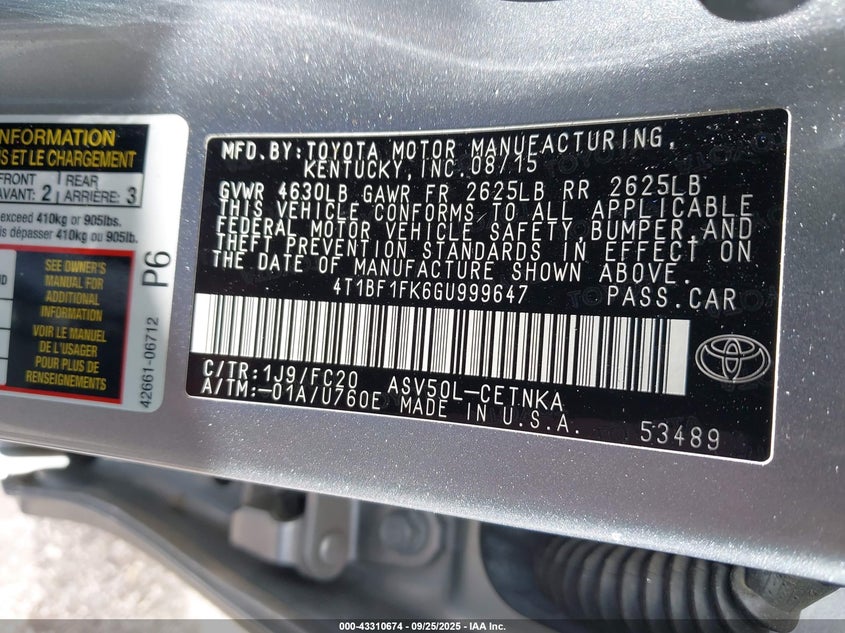 INFORMATION
S ET LE CHARGEMENT
FRONT
AVANT: 2
REAR
ARRIÈRE: 3
exceed 410kg or 905lbs.
is dépasser 410kg ou 905lb.
SEE OWNER'S
MANUAL FOR
ADDITIONAL
INFORMATION
VOIR LE MANUEL
DE L'USAGER
POUR PLUS DE
RENSEIGNEMENTS
P6
42661-06712
MFD.BY:TOYOTA MOTOR MANUFACTURING,
KENTUCKY, INC.08/15
GVWR 4630LB GAWR FR 2625LB RR 2625LB
THIS VEHICLE CONFORMS TO ALL APPLICABLE
FEDERAL MOTOR VEHICLE SAFETY, BUMPER, AND
THEFT PREVENTION STANDARDS IN EFFECT ON
THE DATE OF MANUFACTURE SHOWN ABOVE.
4T1BF1FK6GU999647 PASS.CAR
C/TR:1J9/FC20 ASV50L-CETNKA
A/TM:-01A/U760E MADE IN U.S.A.
53489
000-43310674 | 09/25/2025 | IAA Inc.